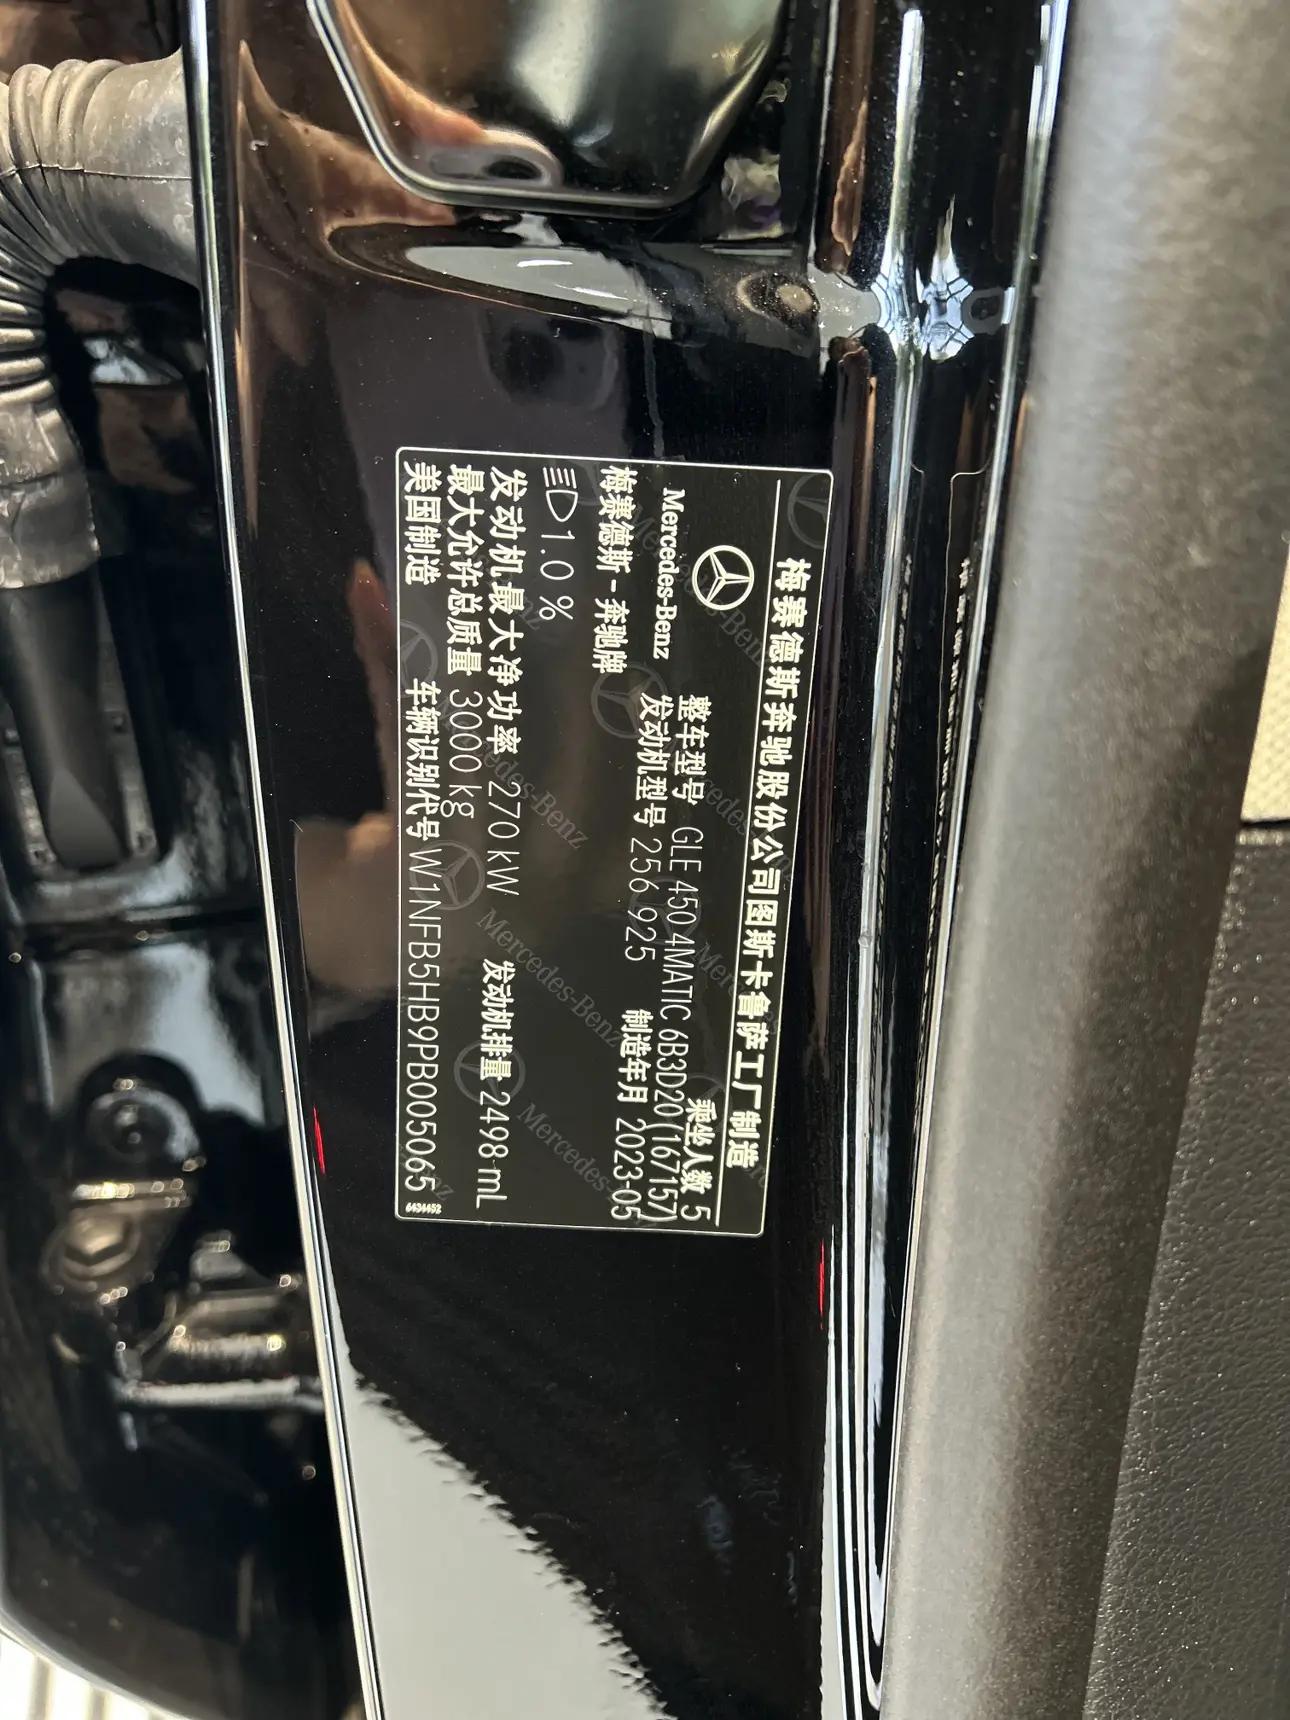 梅赛德斯奔驰股份公司图斯卡鲁萨工厂制造
乘坐人数 5
Mercedes-Benz
整车型号 GLE 450 4MATIC 6B3D20(167157)
发动机型号 256 925 制造年月 2023-05
梅赛德斯-奔驰牌
1.0 %
发动机最大净功率 270 kW 发动机排量 2498 mL
最大允许总质量 3000 kg
美国制造 车辆识别代号 W1NFB5HB9PB005065